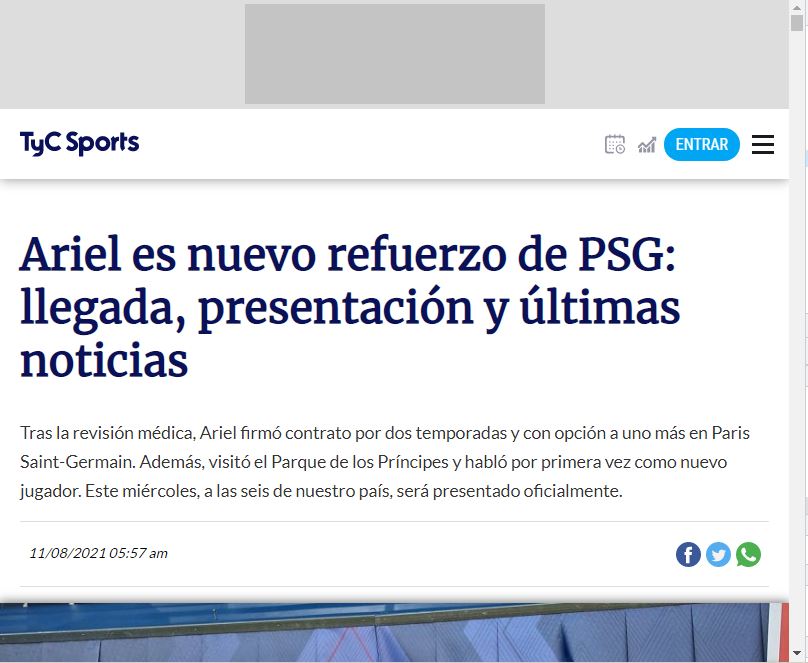 TyC Sports
ENTRAR
Ariel es nuevo refuerzo de PSG:
llegada, presentación y últimas
noticias
Tras la revisión médica, Ariel firmó contrato por dos temporadas y con opción a uno más en Paris
Saint-Germain. Además, visitó el Parque de los Príncipes y habló por primera vez como nuevo
jugador. Este miércoles, a las seis de nuestro país, será presentado oficialmente.
11/08/2021 05:57 am